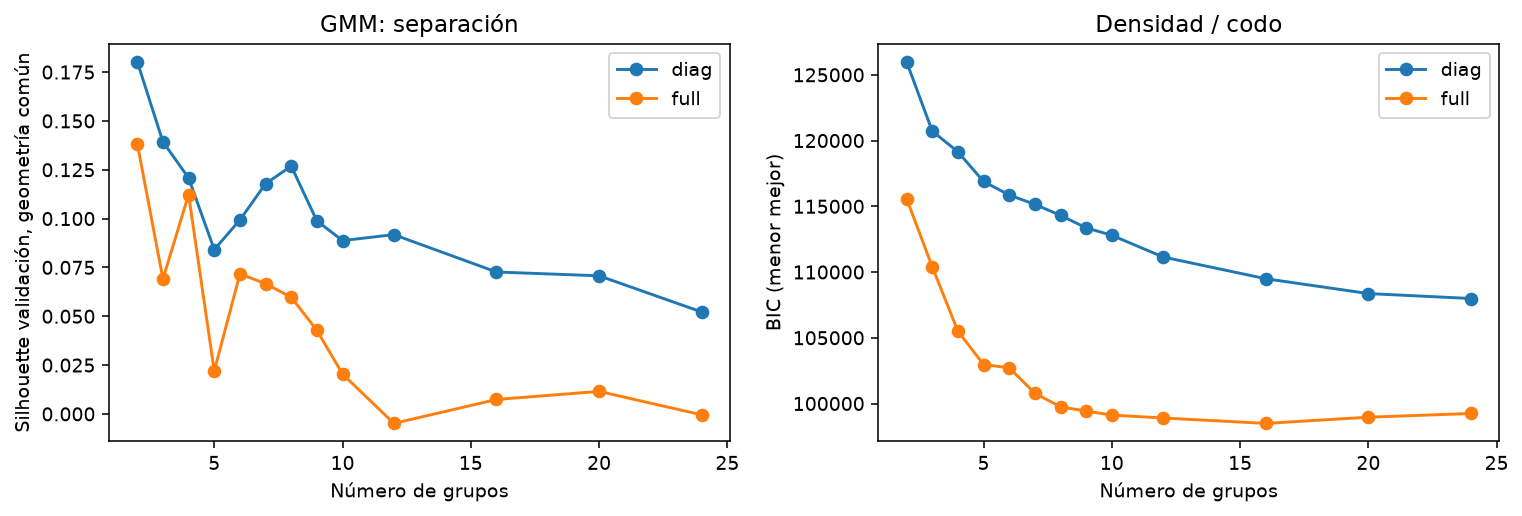 GMM: separación
Silhouette validación, geometría común
0.175
0.150
0.125
0.100
0.075
0.050
0.025
0.000
diag
full
5
10
15
20
25
Número de grupos
Densidad / codo
BIC (menor mejor)
125000
120000
115000
110000
105000
100000
diag
full
5
10
15
20
25
Número de grupos